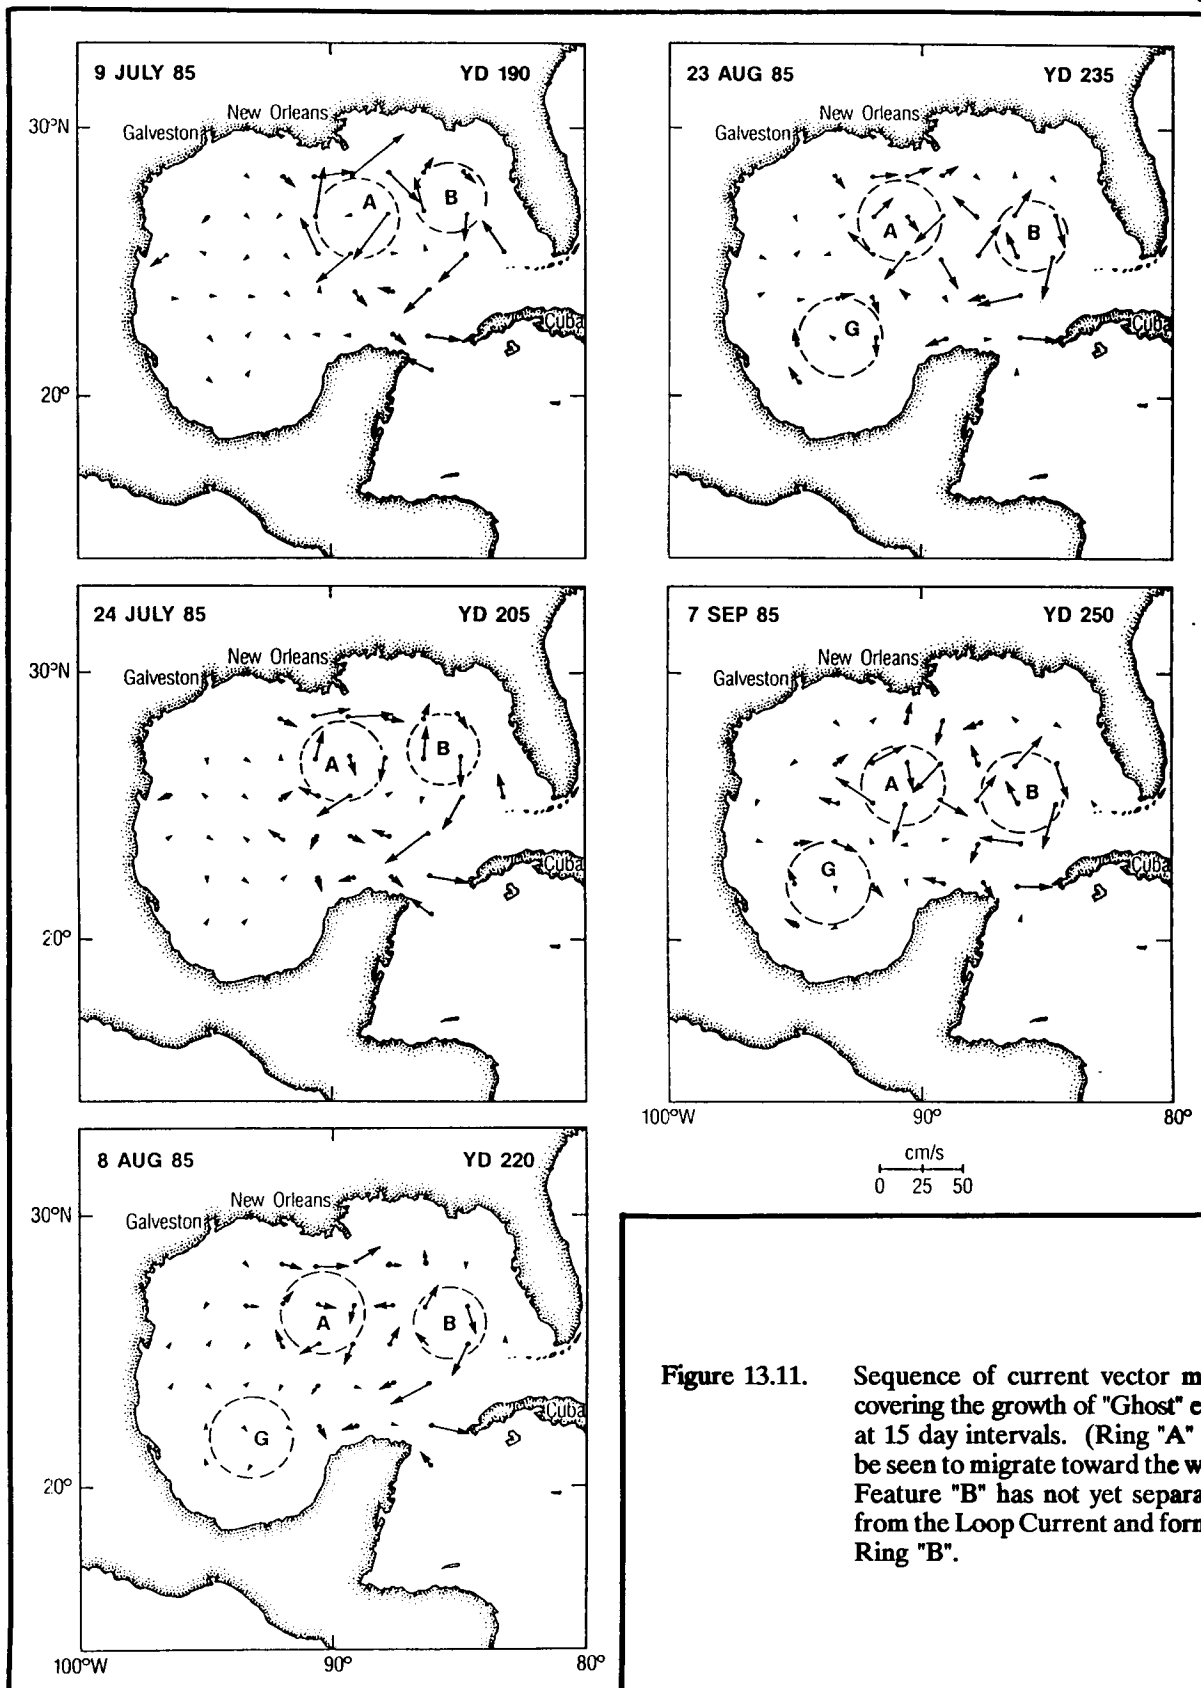 9 JULY 85 YD 190
New Orleans
Galveston
30°N
20°
Cuba
A
B
23 AUG 85 YD 235
New Orleans
Galveston
A
B
G
Cuba
24 JULY 85 YD 205
New Orleans
Galveston
30°N
20°
Cuba
A
B
7 SEP 85 YD 250
New Orleans
Galveston
A
B
G
Cuba
100°W 90° 80°
cm/s
0 25 50
8 AUG 85 YD 220
New Orleans
Galveston
30°N
20°
A
B
G
Cuba
100°W 90° 80°
Figure 13.11. Sequence of current vector m
covering the growth of "Ghost" e
at 15 day intervals. (Ring "A"
be seen to migrate toward the w
Feature "B" has not yet separa
from the Loop Current and form
Ring "B".